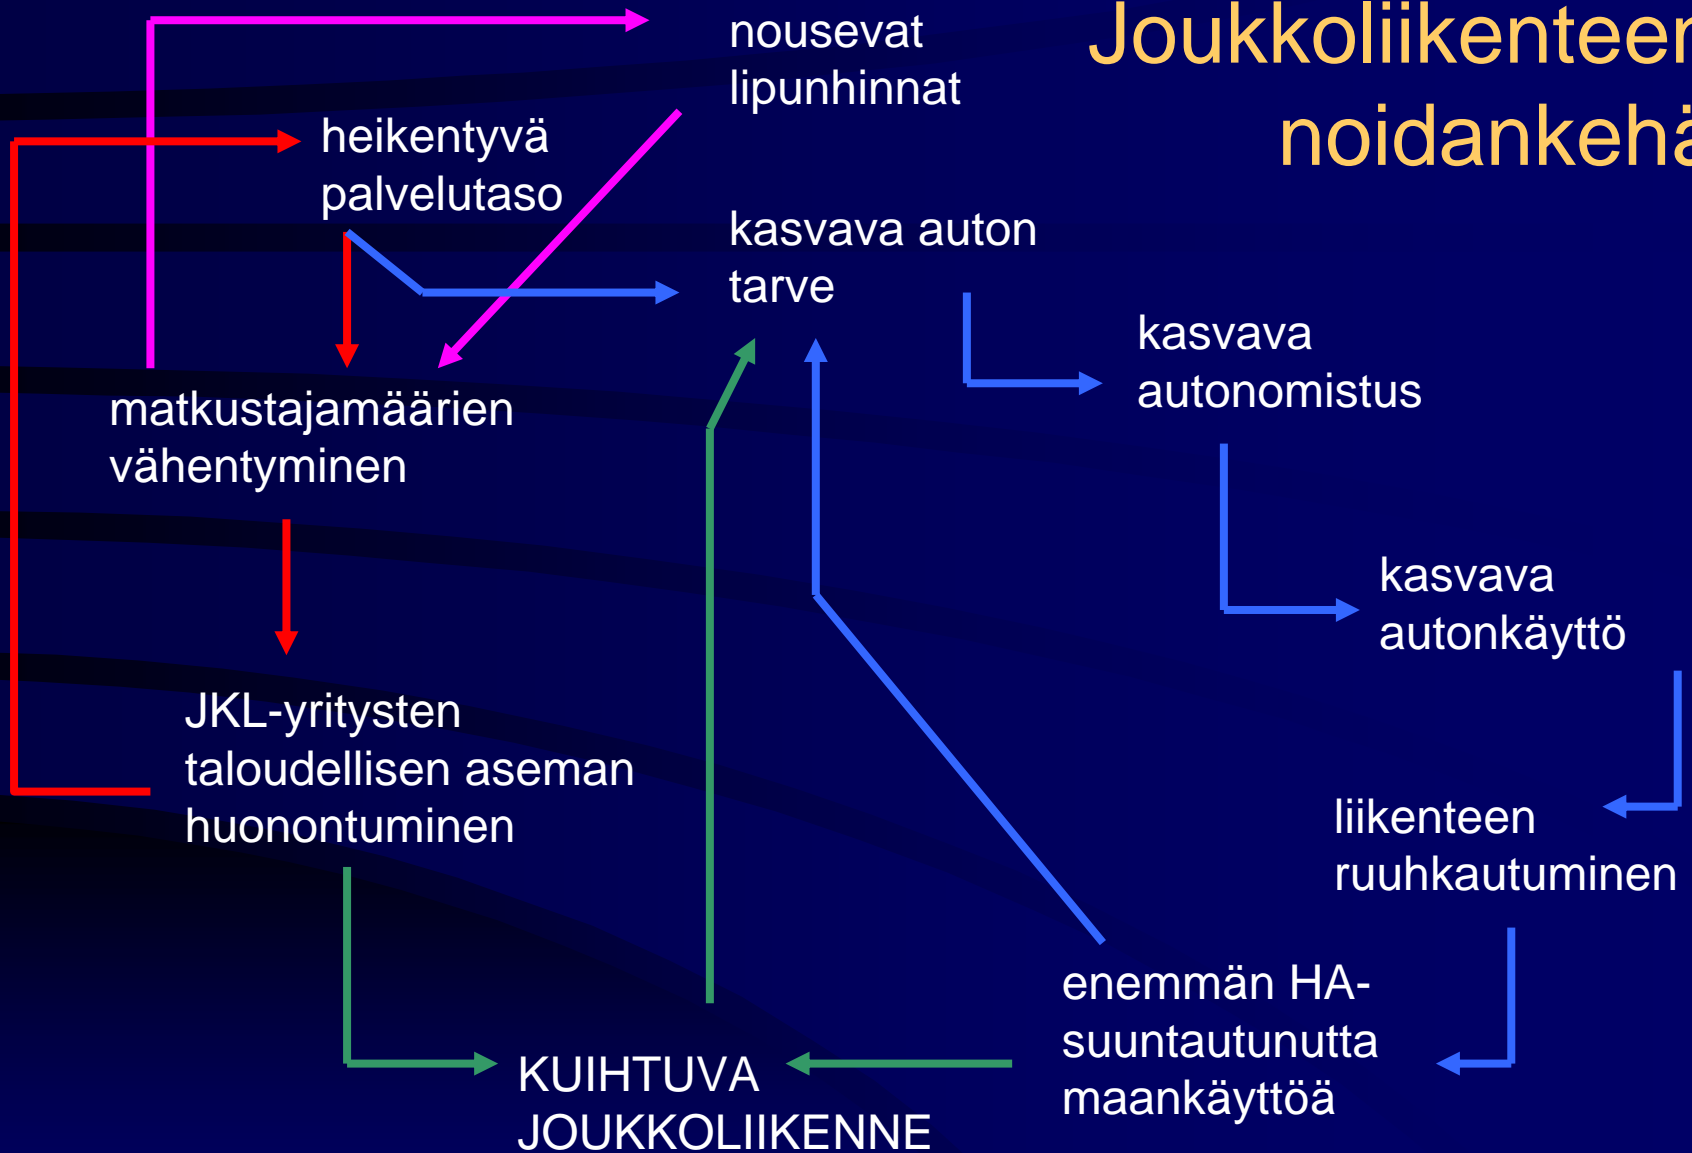 Joukkoliikenteen
noidankehä
nousevat
lipunhinnat
heikentyvä
palvelutaso
kasvava auton
tarve
kasvava
autonomistus
matkustajamäärien
vähentyminen
kasvava
autonkäyttö
JKL-yritysten
taloudellisen aseman
huonontuminen
liikenteen
ruuhkautuminen
enemmän HA-
suuntautunutta
maankäyttöä
KUIHTUVA
JOUKKOLIIKENNE